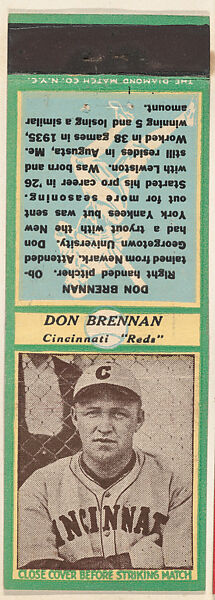 THE DIAMOND MATCH CO. N.Y.C.
DON BRENNAN
Right handed pitcher. Ob-
tained from Newark. Attended
Georgetown University. Don
had a tryout with the New
York Yankees but was sent
out for more seasoning.
Started his pro career in '26
with Lewiston. Was born and
still resides in Augusta, Me.
Worked in 38 games in 1935,
winning 5 and losing a similar
amount.
DON BRENNAN
Cincinnati "Reds"
C
INCINNAT
CLOSE COVER BEFORE STRIKING MATCH